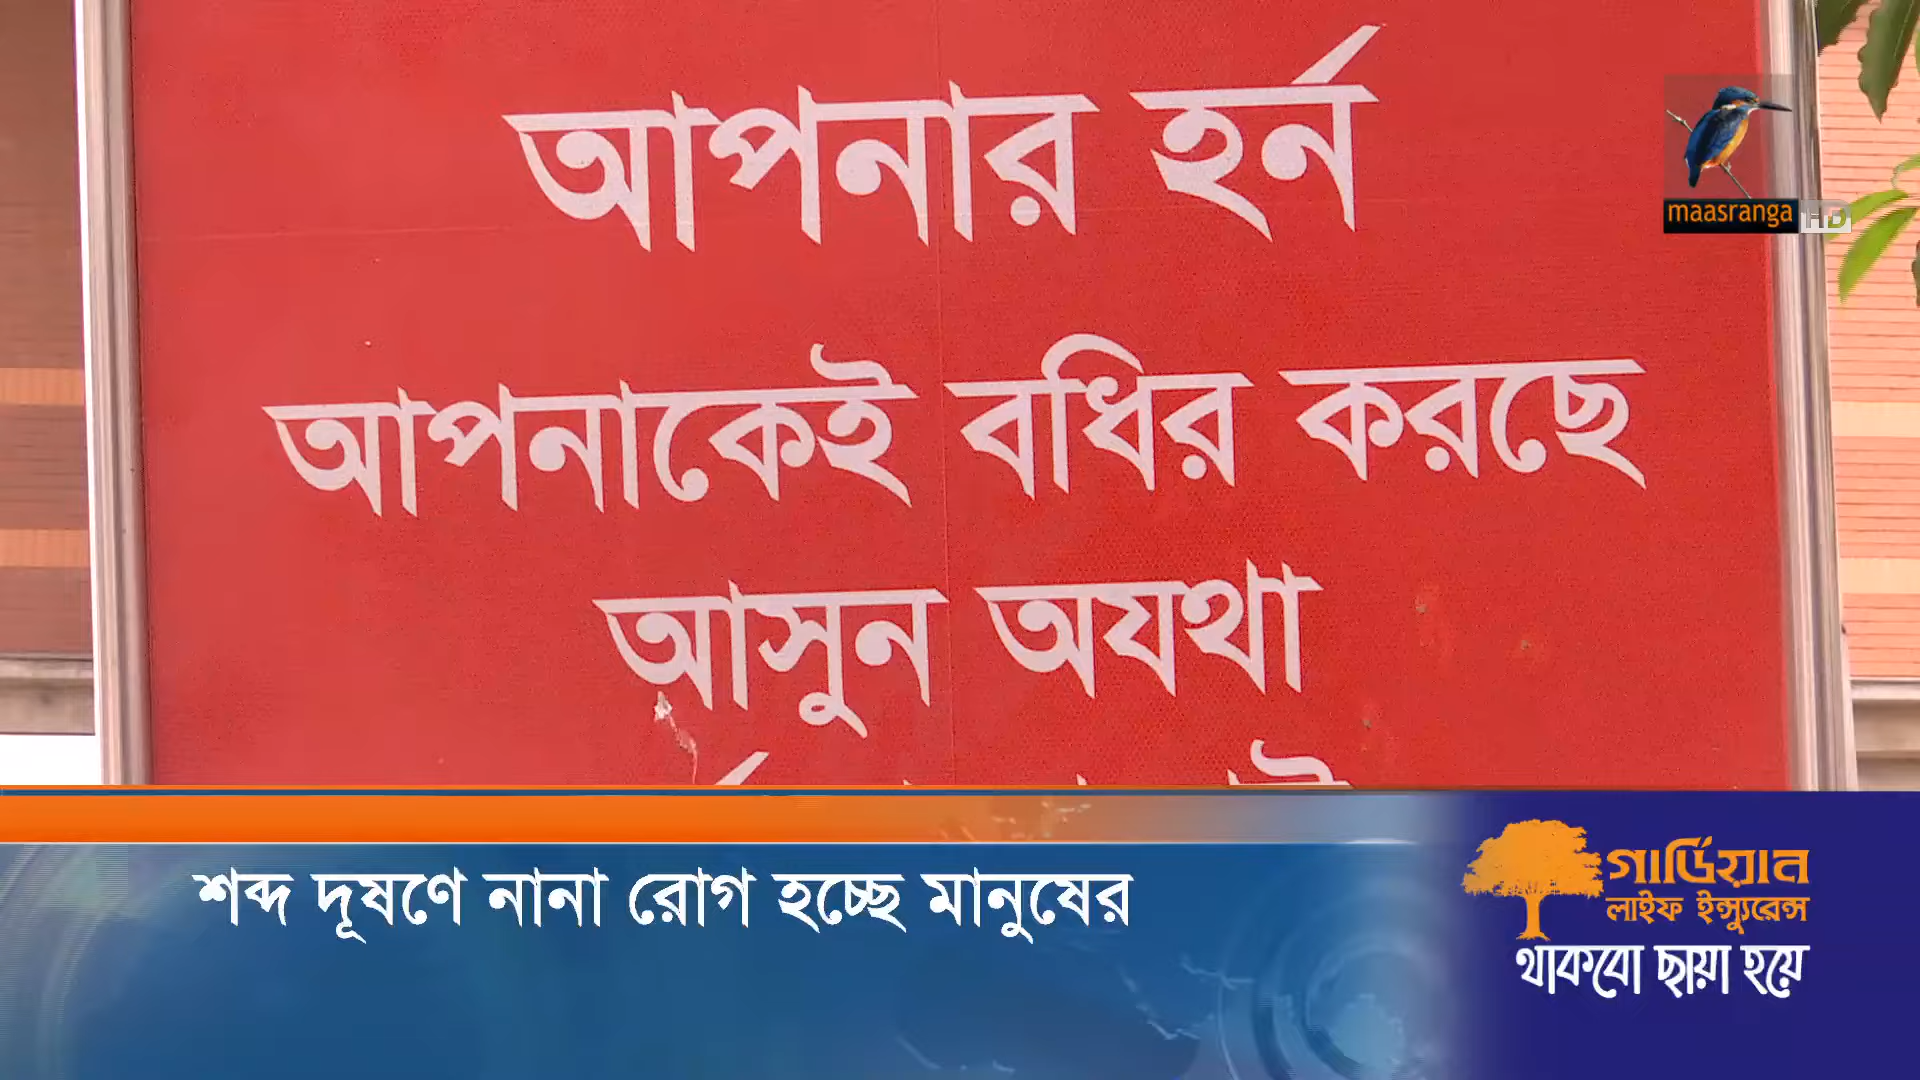 আপনার হর্ন
আপনাকেই বধির করছে
আসুন অযথা
maasranga HD
শব্দ দূষণে নানা রোগ হচ্ছে মানুষের
গার্ডিয়ান
লাইফ ইন্স্যুরেন্স
থাকবো ছায়া হয়ে